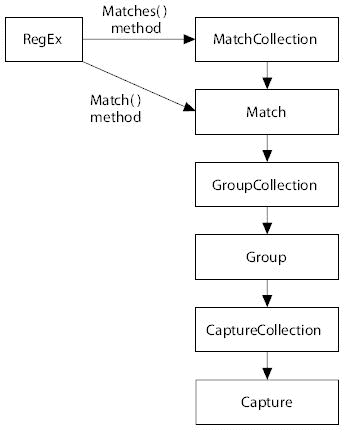 Matches( )
method
RegEx
MatchCollection
Match( )
method
Match
GroupCollection
Group
CaptureCollection
Capture